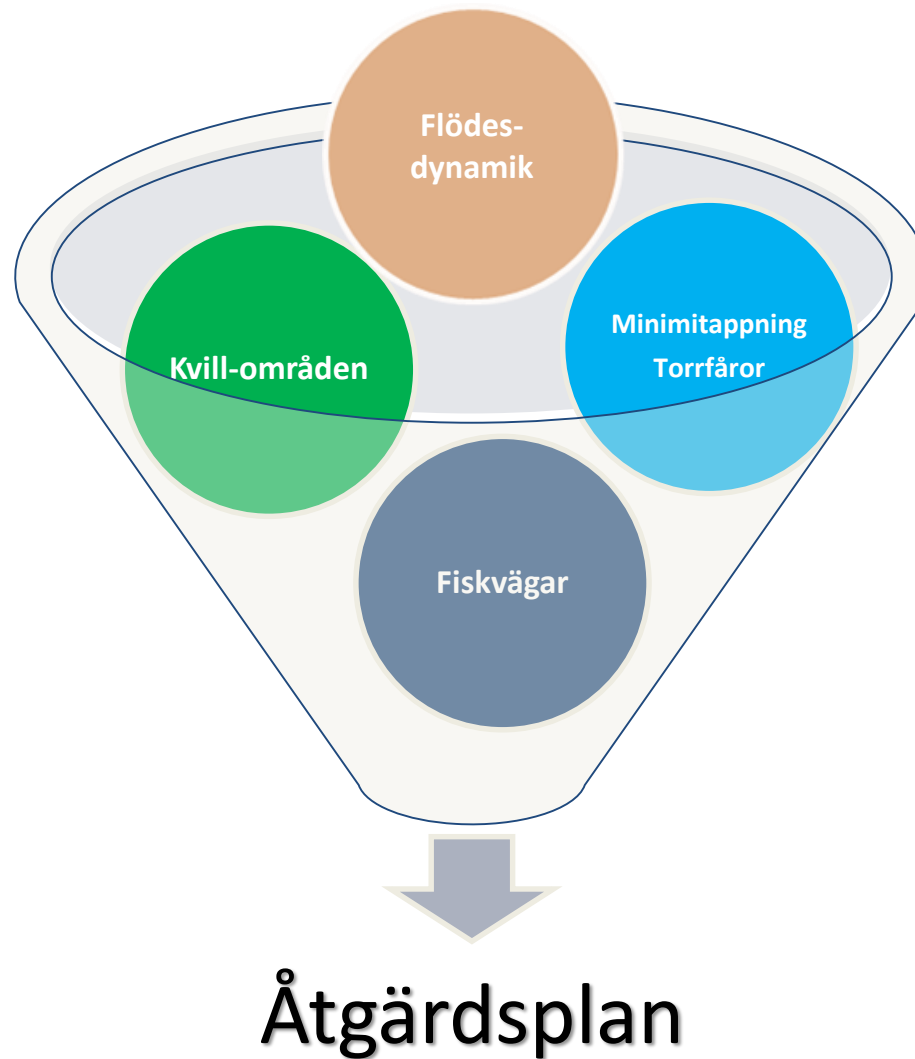 Flödes-
dynamik
Kvill-områden
Minimitappning
Torrfåror
Fiskvägar
Åtgärdsplan